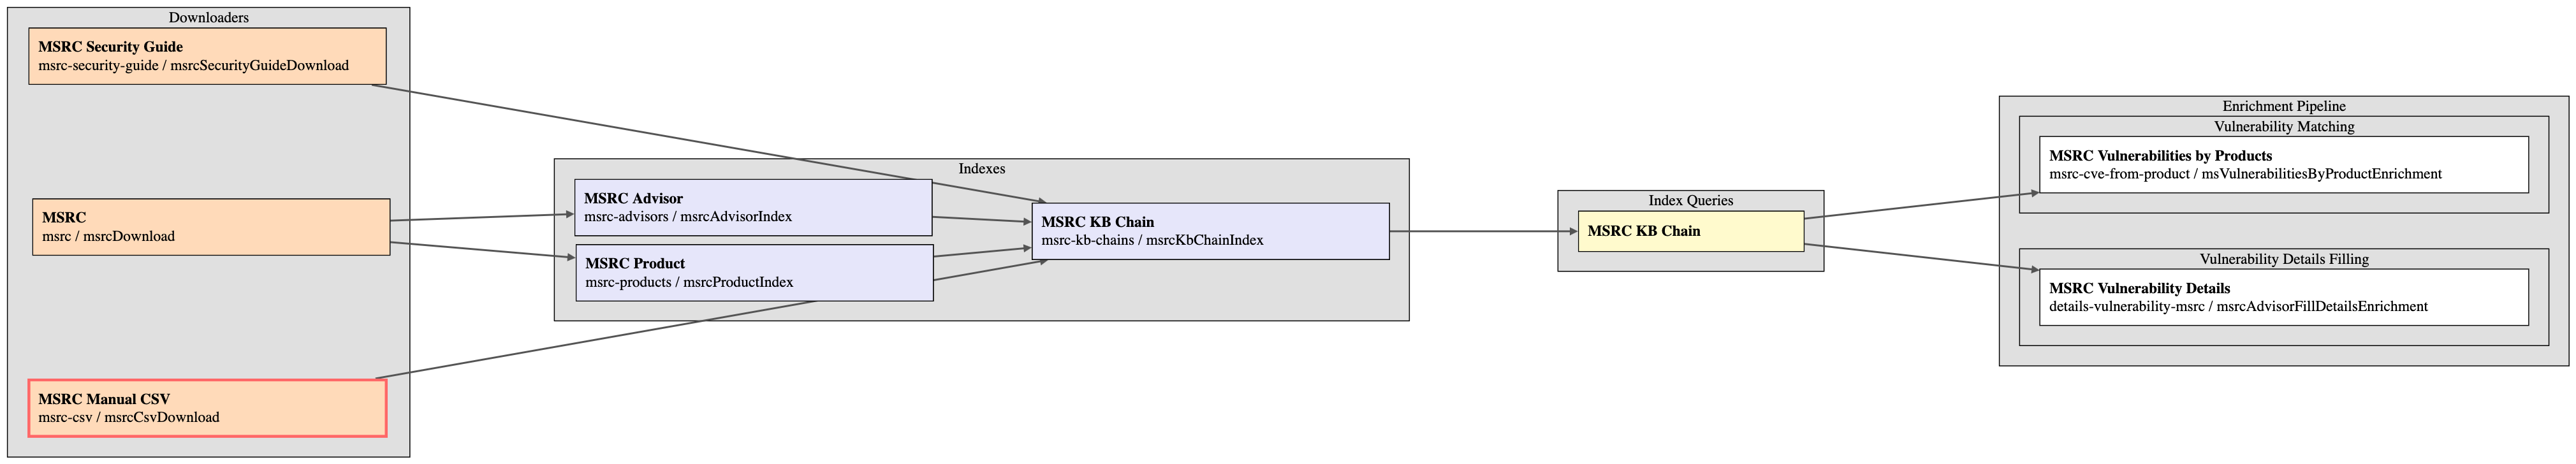 Downloaders
MSRC Security Guide
msrc-security-guide / msrcSecurityGuideDownload
MSRC
msrc / msrcDownload
MSRC Manual CSV
msrc-csv / msrcCsvDownload
Indexes
MSRC Advisor
msrc-advisors / msrcAdvisorIndex
MSRC Product
msrc-products / msrcProductIndex
MSRC KB Chain
msrc-kb-chains / msrcKbChainIndex
Index Queries
MSRC KB Chain
Enrichment Pipeline
Vulnerability Matching
MSRC Vulnerabilities by Products
msrc-cve-from-product / msVulnerabilitiesByProductEnrichment
Vulnerability Details Filling
MSRC Vulnerability Details
details-vulnerability-msrc / msrcAdvisorFillDetailsEnrichment